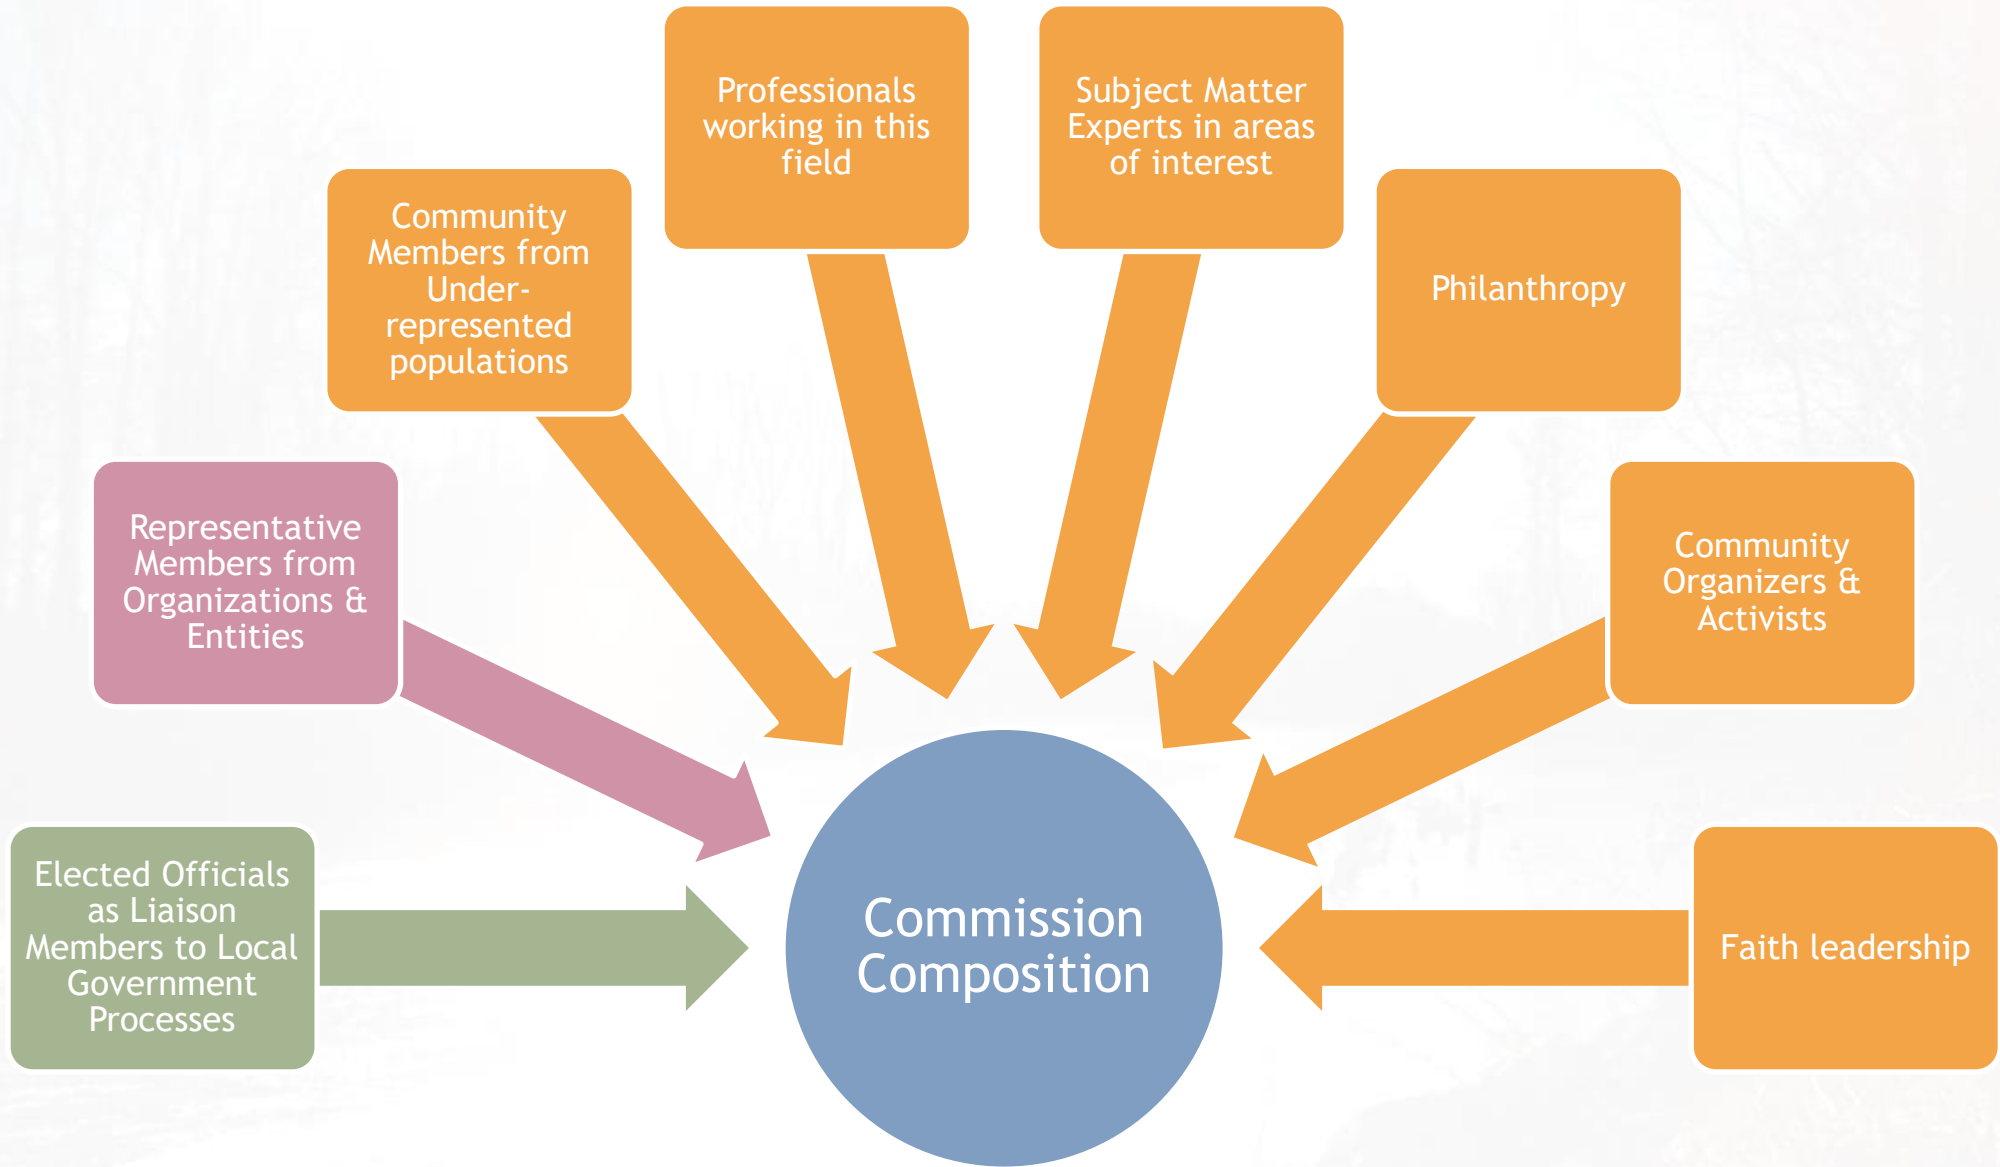 Professionals
working in this
field
Subject Matter
Experts in areas
of interest
Community
Members from
Under-
represented
populations
Philanthropy
Representative
Members from
Organizations &
Entities
Community
Organizers &
Activists
Elected Officials
as Liaison
Members to Local
Government
Processes
Commission
Composition
Faith leadership